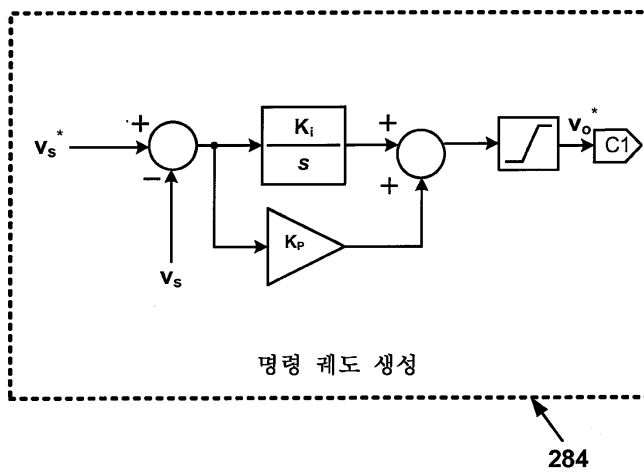 +
v_s^*
−
v_s
K_i
s
K_P
+
+
v_o^*
C1
명령 궤도 생성
284